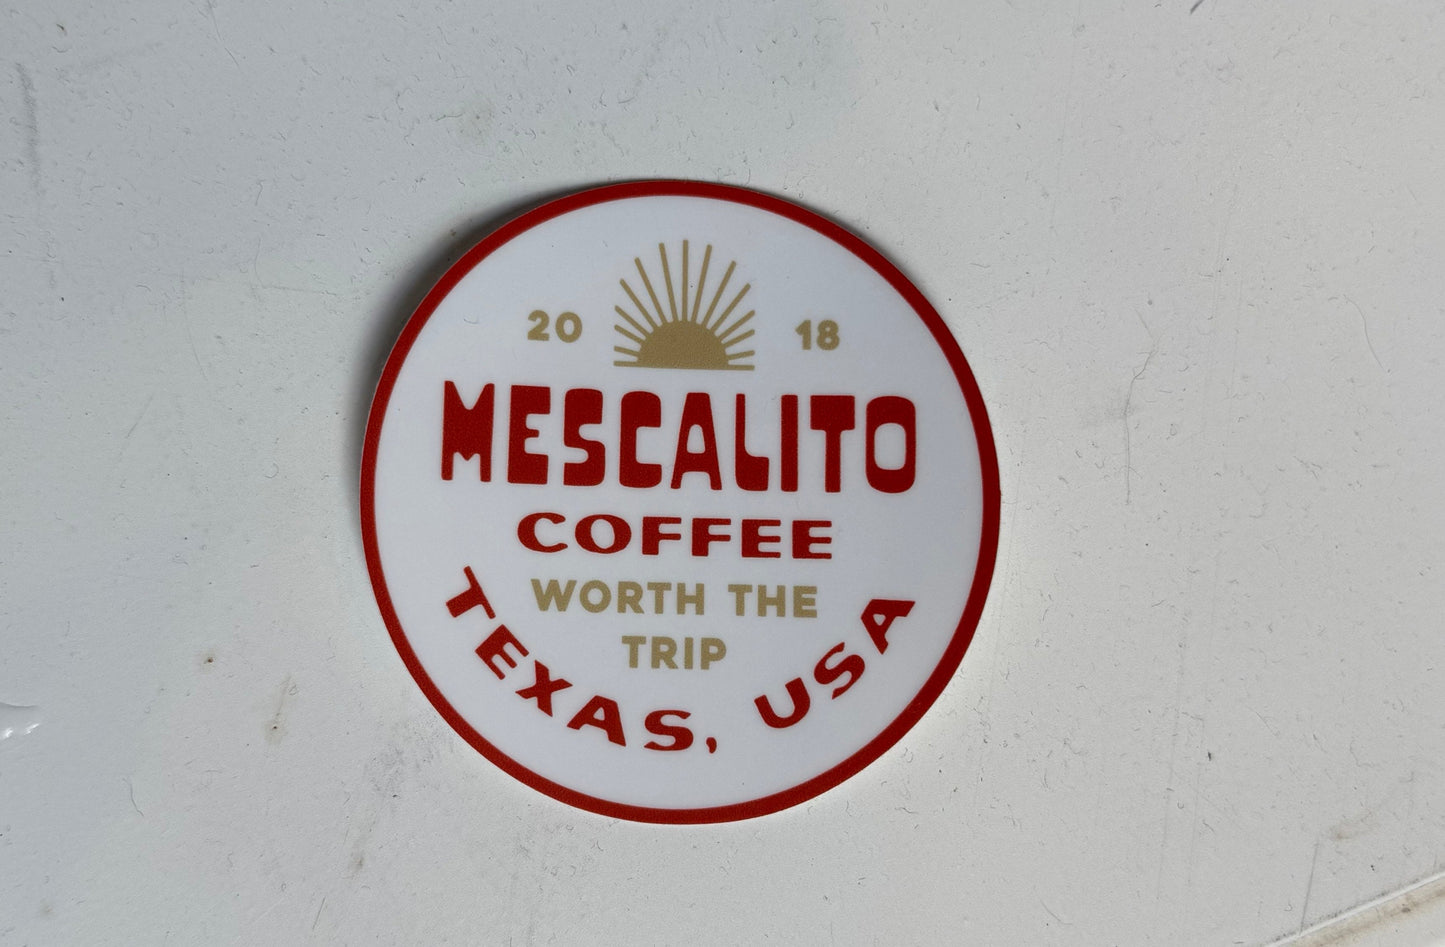 20 18
MESCALITO
COFFEE
WORTH THE
TRIP
TEXAS, USA